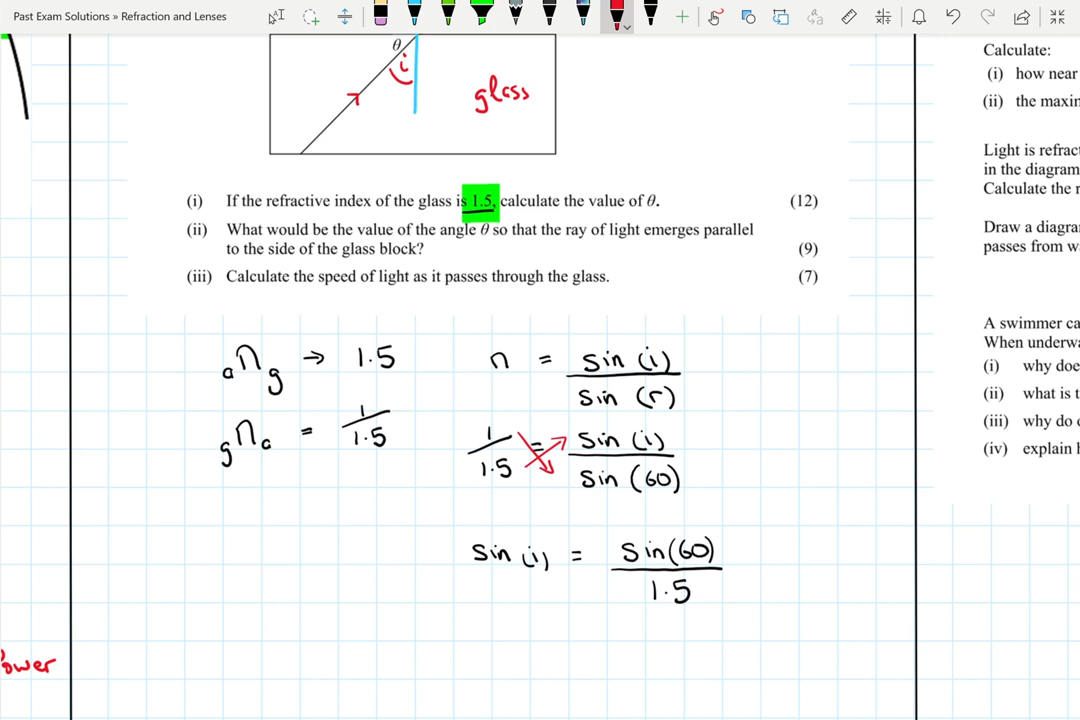 Past Exam Solutions » Refraction and Lenses
θ
i
glass
(i) If the refractive index of the glass is 1.5, calculate the value of θ. (12)
(ii) What would be the value of the angle θ so that the ray of light emerges parallel
to the side of the glass block? (9)
(iii) Calculate the speed of light as it passes through the glass. (7)
a n g → 1.5
g n a = 1/1.5
n = sin (i) / sin (r)
1/1.5 = sin (i) / sin (60)
sin (i) = sin(60) / 1.5
ower
Calculate:
(i) how near
(ii) the maxim
Light is refract
in the diagram
Calculate the r
Draw a diagra
passes from w
A swimmer ca
When underwa
(i) why doe
(ii) what is t
(iii) why do
(iv) explain h